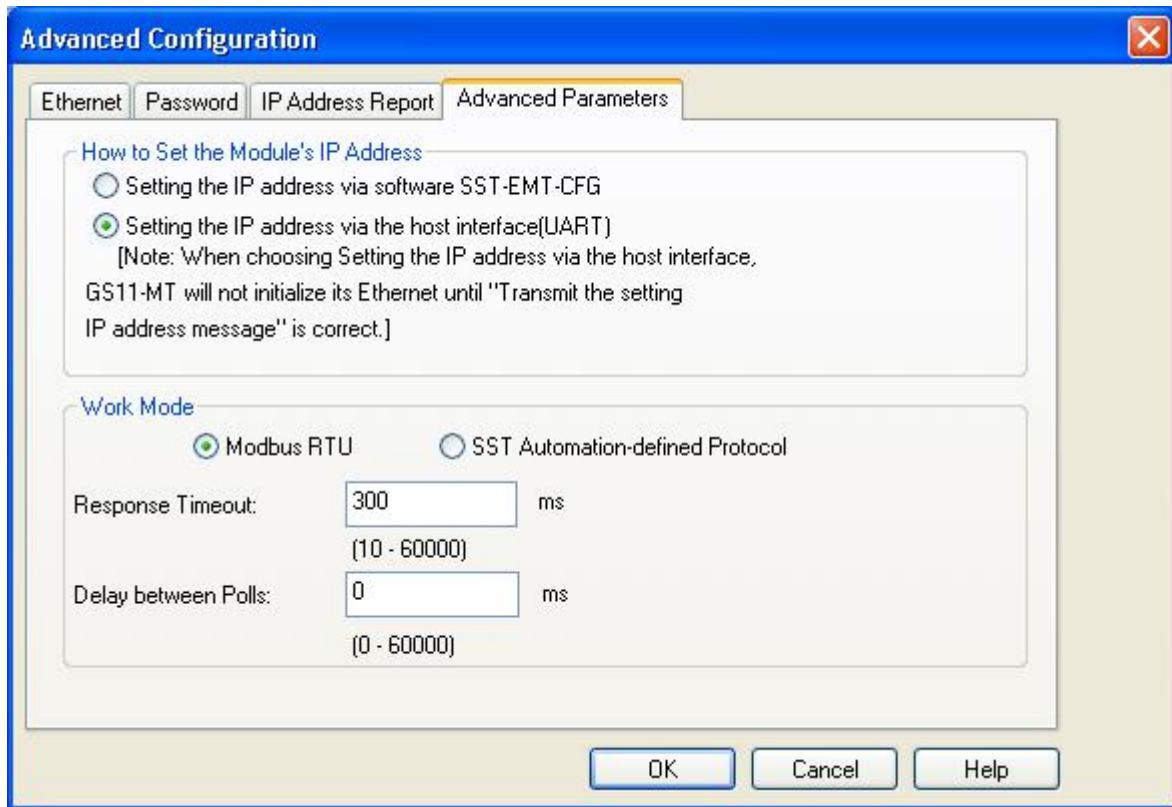 Advanced Configuration
Ethernet Password IP Address Report Advanced Parameters
How to Set the Module's IP Address
Setting the IP address via software SST-EMT-CFG
Setting the IP address via the host interface(UART)
[Note: When choosing Setting the IP address via the host interface,
GS11-MT will not initialize its Ethernet until "Transmit the setting
IP address message" is correct.]
Work Mode
Modbus RTU SST Automation-defined Protocol
Response Timeout: 300 ms
(10 - 60000)
Delay between Polls: 0 ms
(0 - 60000)
OK Cancel Help